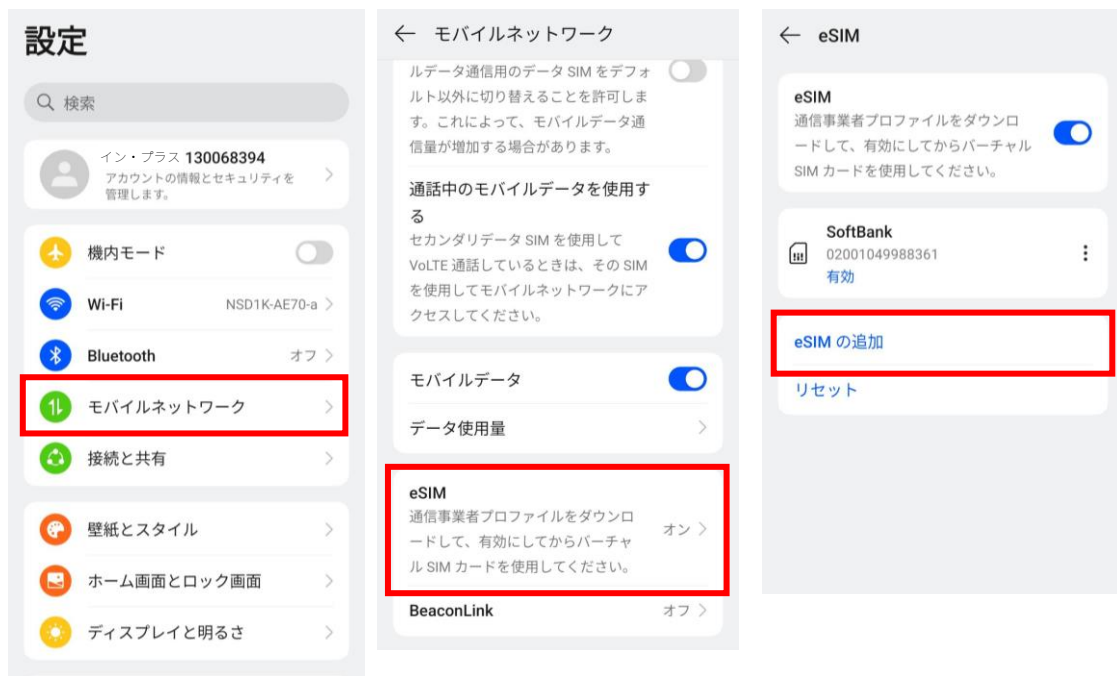 設定
検索
イン・プラス 130068394
アカウントの情報とセキュリティを
管理します。
機内モード
Wi-Fi NSD1K-AE70-a
Bluetooth オフ
モバイルネットワーク
接続と共有
壁紙とスタイル
ホーム画面とロック画面
ディスプレイと明るさ
モバイルネットワーク
ルデータ通信用のデータ SIM をデフォ
ルト以外に切り替えることを許可しま
す。これによって、モバイルデータ通
信量が増加する場合があります。
通話中のモバイルデータを使用す
る
セカンダリデータ SIM を使用して
VoLTE 通話しているときは、その SIM
を使用してモバイルネットワークにア
クセスしてください。
モバイルデータ
データ使用量
eSIM
通信事業者プロファイルをダウンロ
ードして、有効にしてからバーチャ
ル SIM カードを使用してください。
オン
BeaconLink オフ
eSIM
eSIM
通信事業者プロファイルをダウンロ
ードして、有効にしてからバーチャル
SIM カードを使用してください。
SoftBank
02001049988361
有効
eSIM の追加
リセット